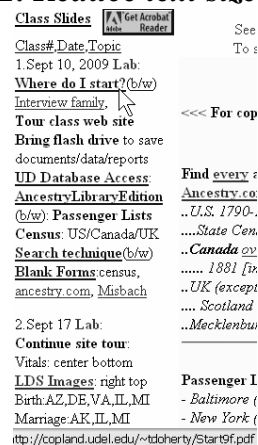 Class Slides
Get Acrobat
Adobe Reader
Class#,Date,Topic
1.Sept 10, 2009 Lab:
Where do I start?(b/w)
Interview family,
Tour class web site
Bring flash drive to save
documents/data/reports
UD Database Access:
AncestryLibraryEdition
(b/w): Passenger Lists
Census: US/Canada/UK
Search technique(b/w)
Blank Forms:census,
ancestry.com, Misbach
2.Sept 17 Lab:
Continue site tour:
Vitals: center bottom
LDS Images: right top
Birth:AZ,DE,VA,IL,MI
Marriage:AK,IL,MI
See
To s
<<< For cop
Find every a
Ancestry.co
..U.S. 1790-
....State Cen
..Canada ov
...... 1881 [in
..UK (except
.... Scotland
..Mecklenbu
Passenger L
- Baltimore (
- New York (
ttp://copland.udel.edu/~tdoherty/Start9f.pdf